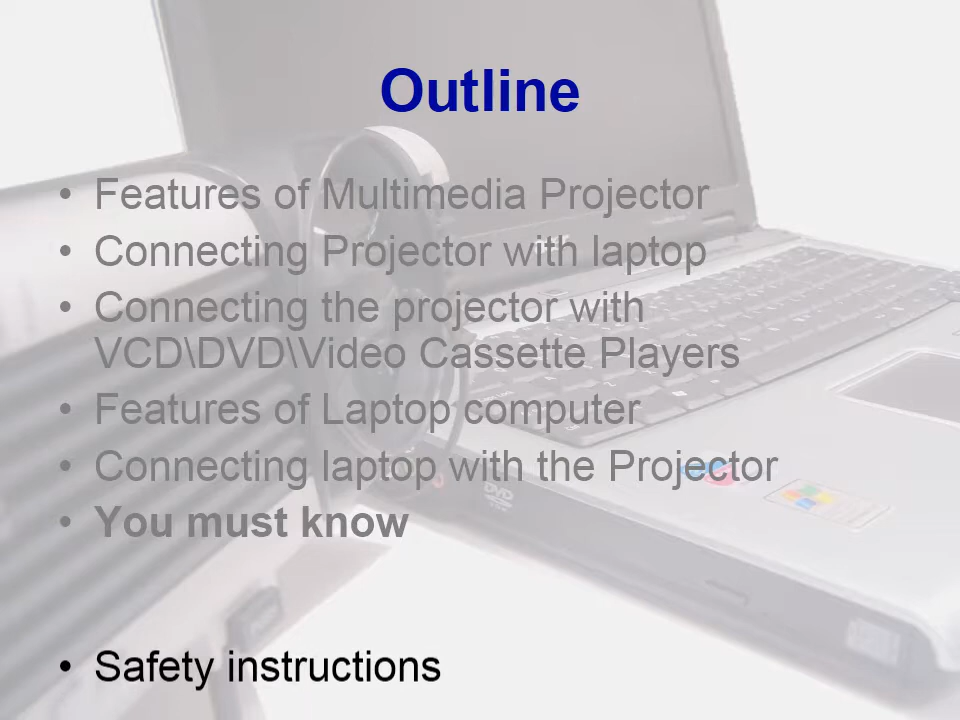 Outline
• Features of Multimedia Projector
• Connecting Projector with laptop
• Connecting the projector with
VCD\DVD\Video Cassette Players
• Features of Laptop computer
• Connecting laptop with the Projector
• You must know
• Safety instructions
DVD